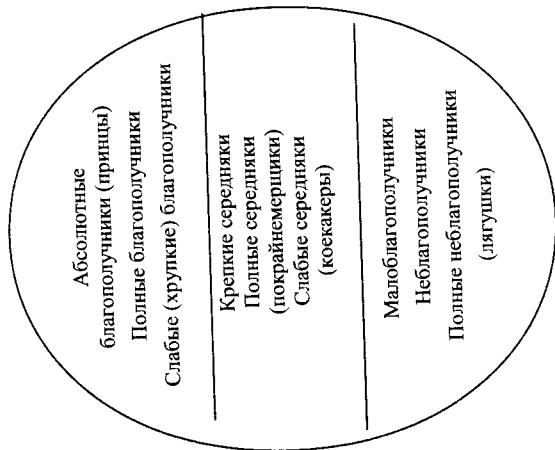 Абсолютные
благополучники (принцы)
Полные благополучники
Слабые (хрупкие) благополучники
Крепкие середняки
Полные середняки
(покрайнемерщики)
Слабые середняки
(коекакеры)
Малоблагополучники
Неблагополучники
Полные неблагополучники
(лягушки)